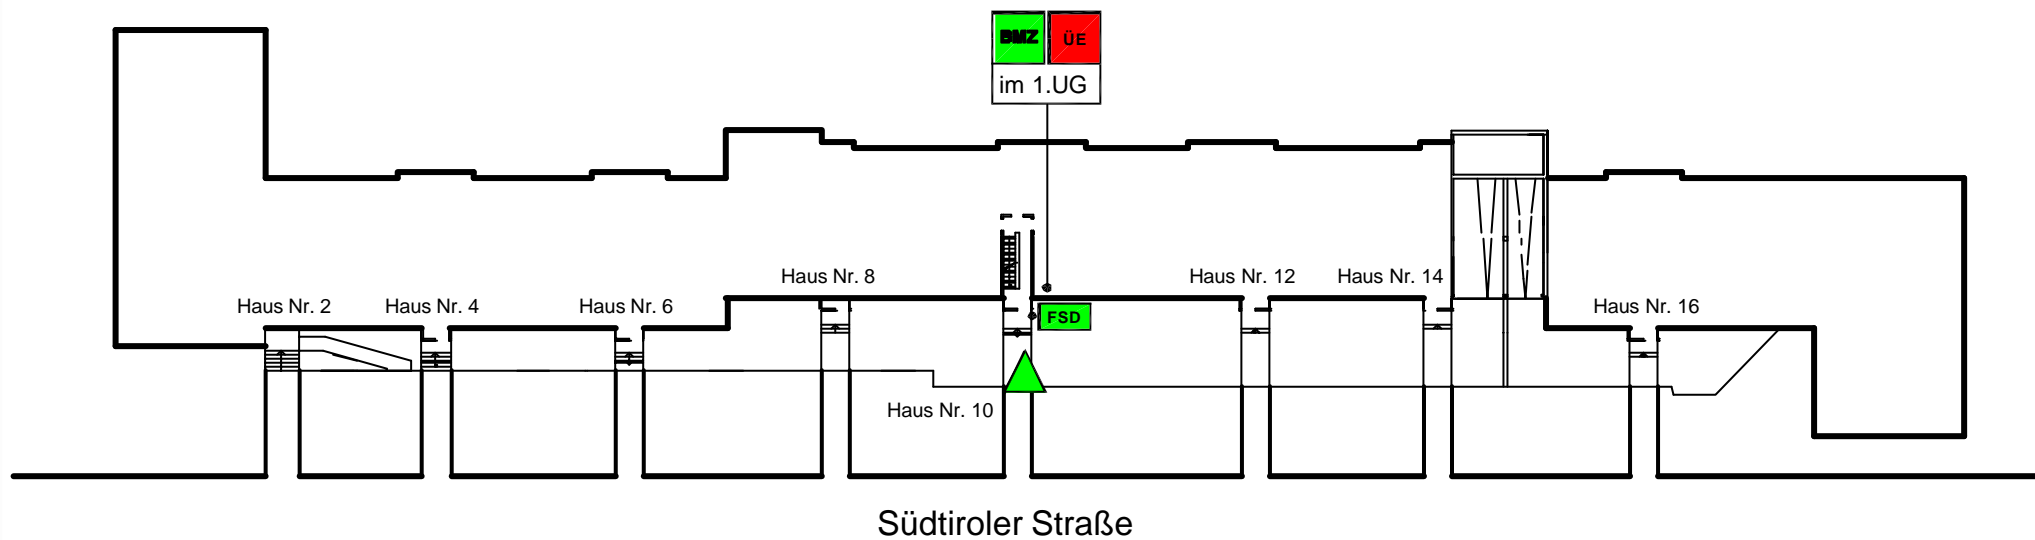 BMZ ÜE
im 1.UG
Haus Nr. 8
Haus Nr. 12
Haus Nr. 14
Haus Nr. 2
Haus Nr. 4
Haus Nr. 6
Haus Nr. 16
FSD
Haus Nr. 10
Südtiroler Straße